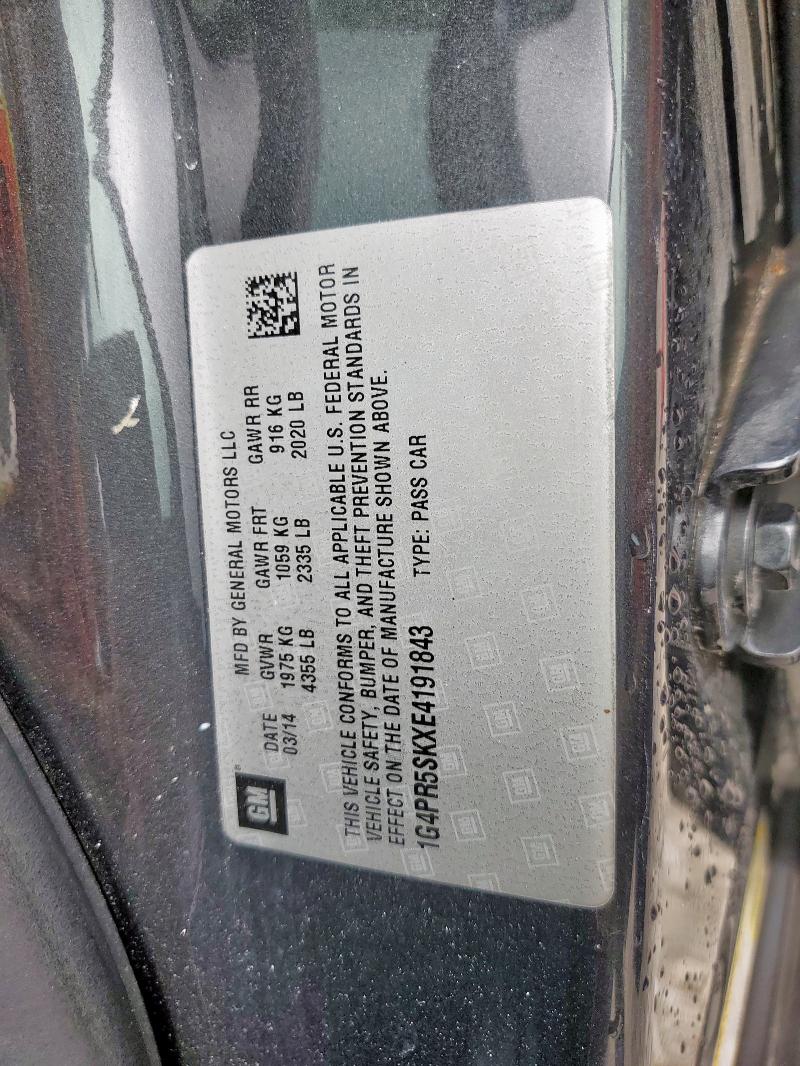 GM
MFD BY GENERAL MOTORS LLC
DATE GVWR GAWR FRT GAWR RR
03/14 1975 KG 1059 KG 916 KG
4355 LB 2335 LB 2020 LB
THIS VEHICLE CONFORMS TO ALL APPLICABLE U.S. FEDERAL MOTOR
VEHICLE SAFETY, BUMPER, AND THEFT PREVENTION STANDARDS IN
EFFECT ON THE DATE OF MANUFACTURE SHOWN ABOVE.
1G4PR5SKXE4191843 TYPE: PASS CAR